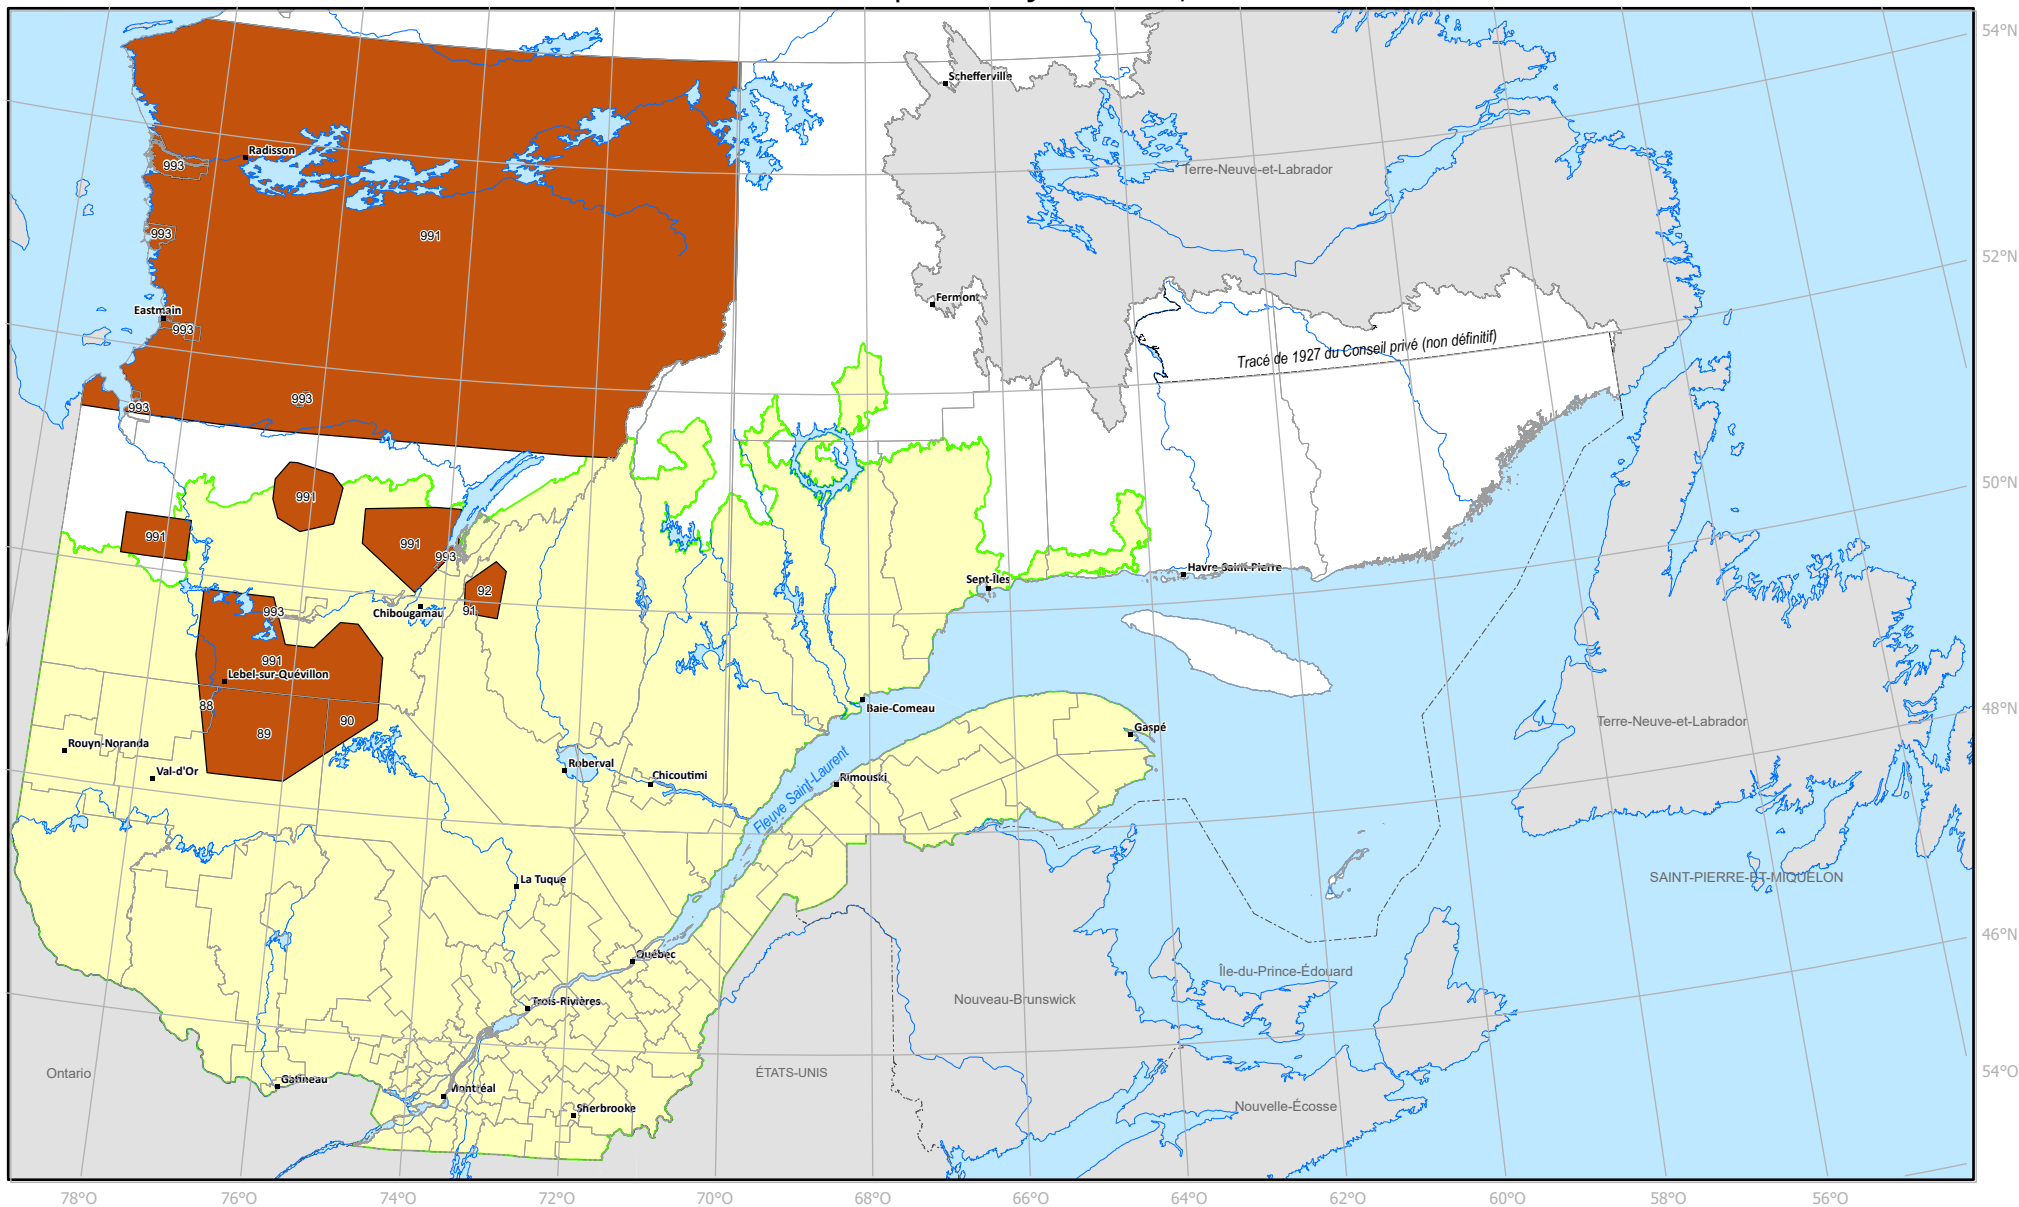 54°N
Schefferville
Radisson
993
Terre-Neuve-et-Labrador
993
991
52°N
Fermont
Eastmain
993
Tracé de 1927 du Conseil privé (non définitif)
993
993
50°N
991
991
991
993
Havre-Saint-Pierre
Sept-Îles
92
91
993
Chibougamau
991
Lebel-sur-Quévillon
88
89
90
48°N
Baie-Comeau
Terre-Neuve-et-Labrador
Gaspé
Rouyn-Noranda
Val-d'Or
Roberval
Chicoutimi
Rimouski
Fleuve Saint-Laurent
La Tuque
SAINT-PIERRE-ET-MIQUELON
46°N
Québec
Île-du-Prince-Édouard
Trois-Rivières
Nouveau-Brunswick
Ontario
Gatineau
ÉTATS-UNIS
54°O
Montréal
Sherbrooke
Nouvelle-Écosse
78°O
76°O
74°O
72°O
70°O
68°O
66°O
64°O
62°O
60°O
58°O
56°O